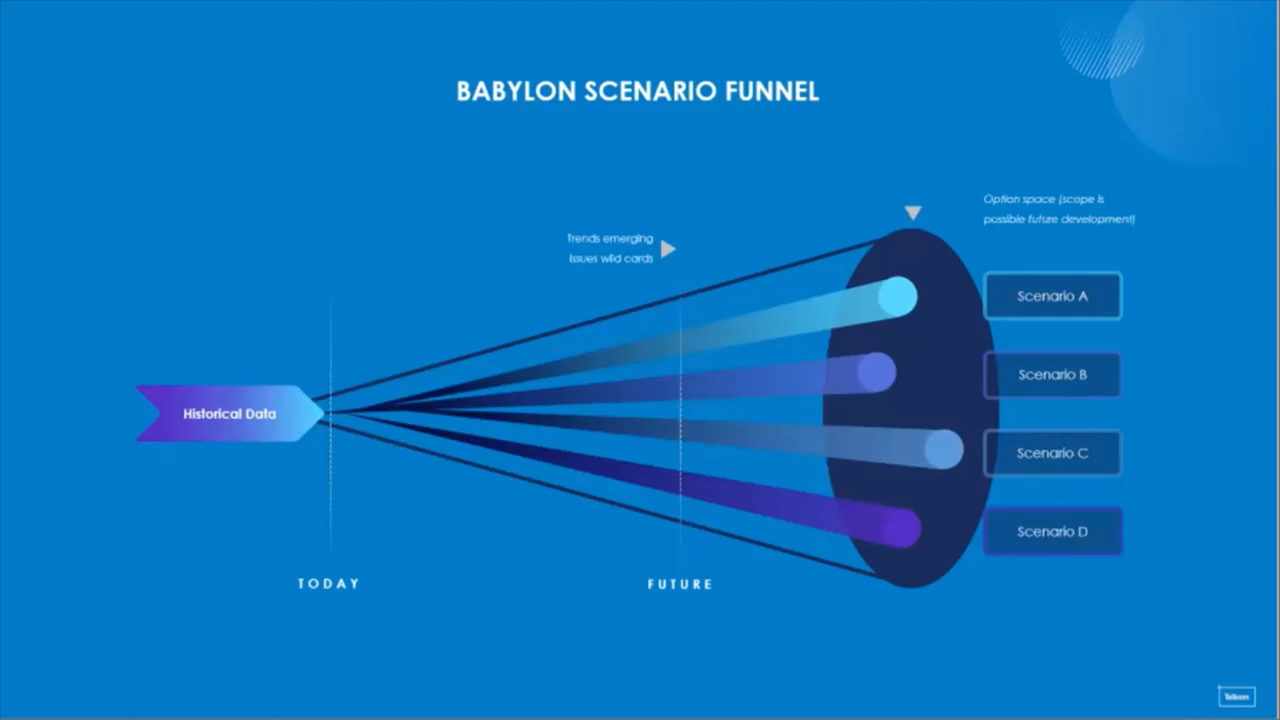 BABYLON SCENARIO FUNNEL
Option space (scope is
possible future development)
Trends emerging
issues wild cards
Scenario A
Scenario B
Historical Data
Scenario C
Scenario D
TODAY
FUTURE
Telkom